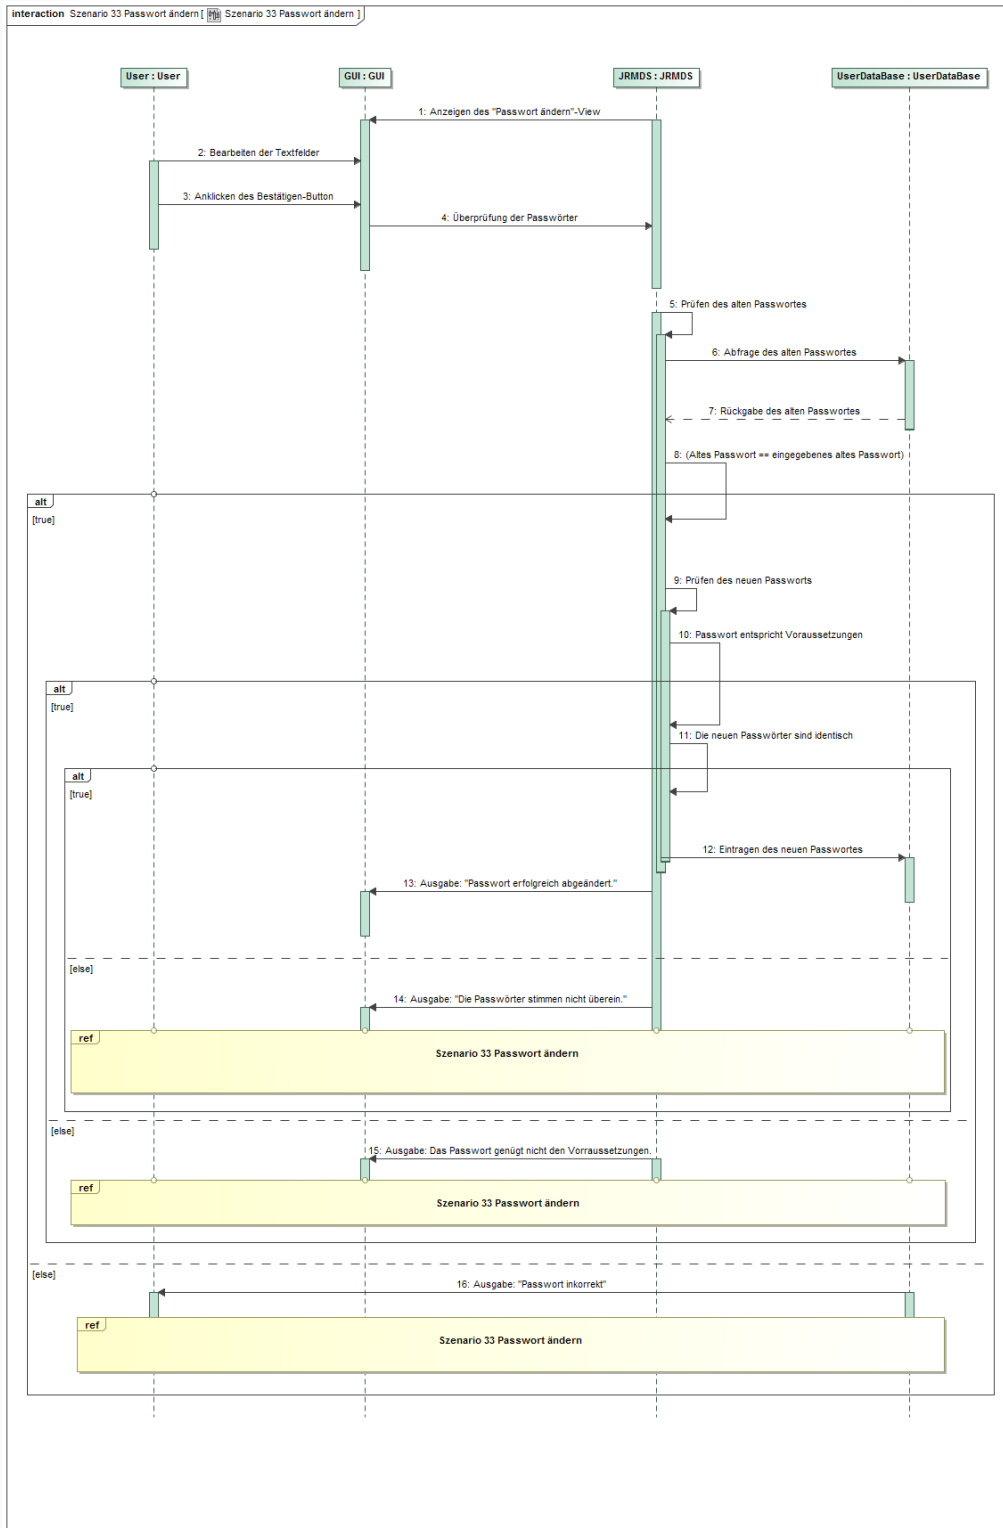 interaction Szenario 33 Passwort ändern [ Szenario 33 Passwort ändern ]
User : User
GUI : GUI
JRMDS : JRMDS
UserDataBase : UserDataBase
1: Anzeigen des "Passwort ändern"-View
2: Bearbeiten der Textfelder
3: Anklicken des Bestätigen-Button
4: Überprüfung der Passwörter
5: Prüfen des alten Passwortes
6: Abfrage des alten Passwortes
7: Rückgabe des alten Passwortes
8: (Altes Passwort == eingegebenes altes Passwort)
alt
[true]
9: Prüfen des neuen Passworts
10: Passwort entspricht Voraussetzungen
alt
[true]
11: Die neuen Passwörter sind identisch
alt
[true]
12: Eintragen des neuen Passwortes
13: Ausgabe: "Passwort erfolgreich abgeändert."
[else]
14: Ausgabe: "Die Passwörter stimmen nicht überein."
ref
Szenario 33 Passwort ändern
[else]
15: Ausgabe: Das Passwort genügt nicht den Vorraussetzungen.
ref
Szenario 33 Passwort ändern
[else]
16: Ausgabe: "Passwort inkorrekt"
ref
Szenario 33 Passwort ändern